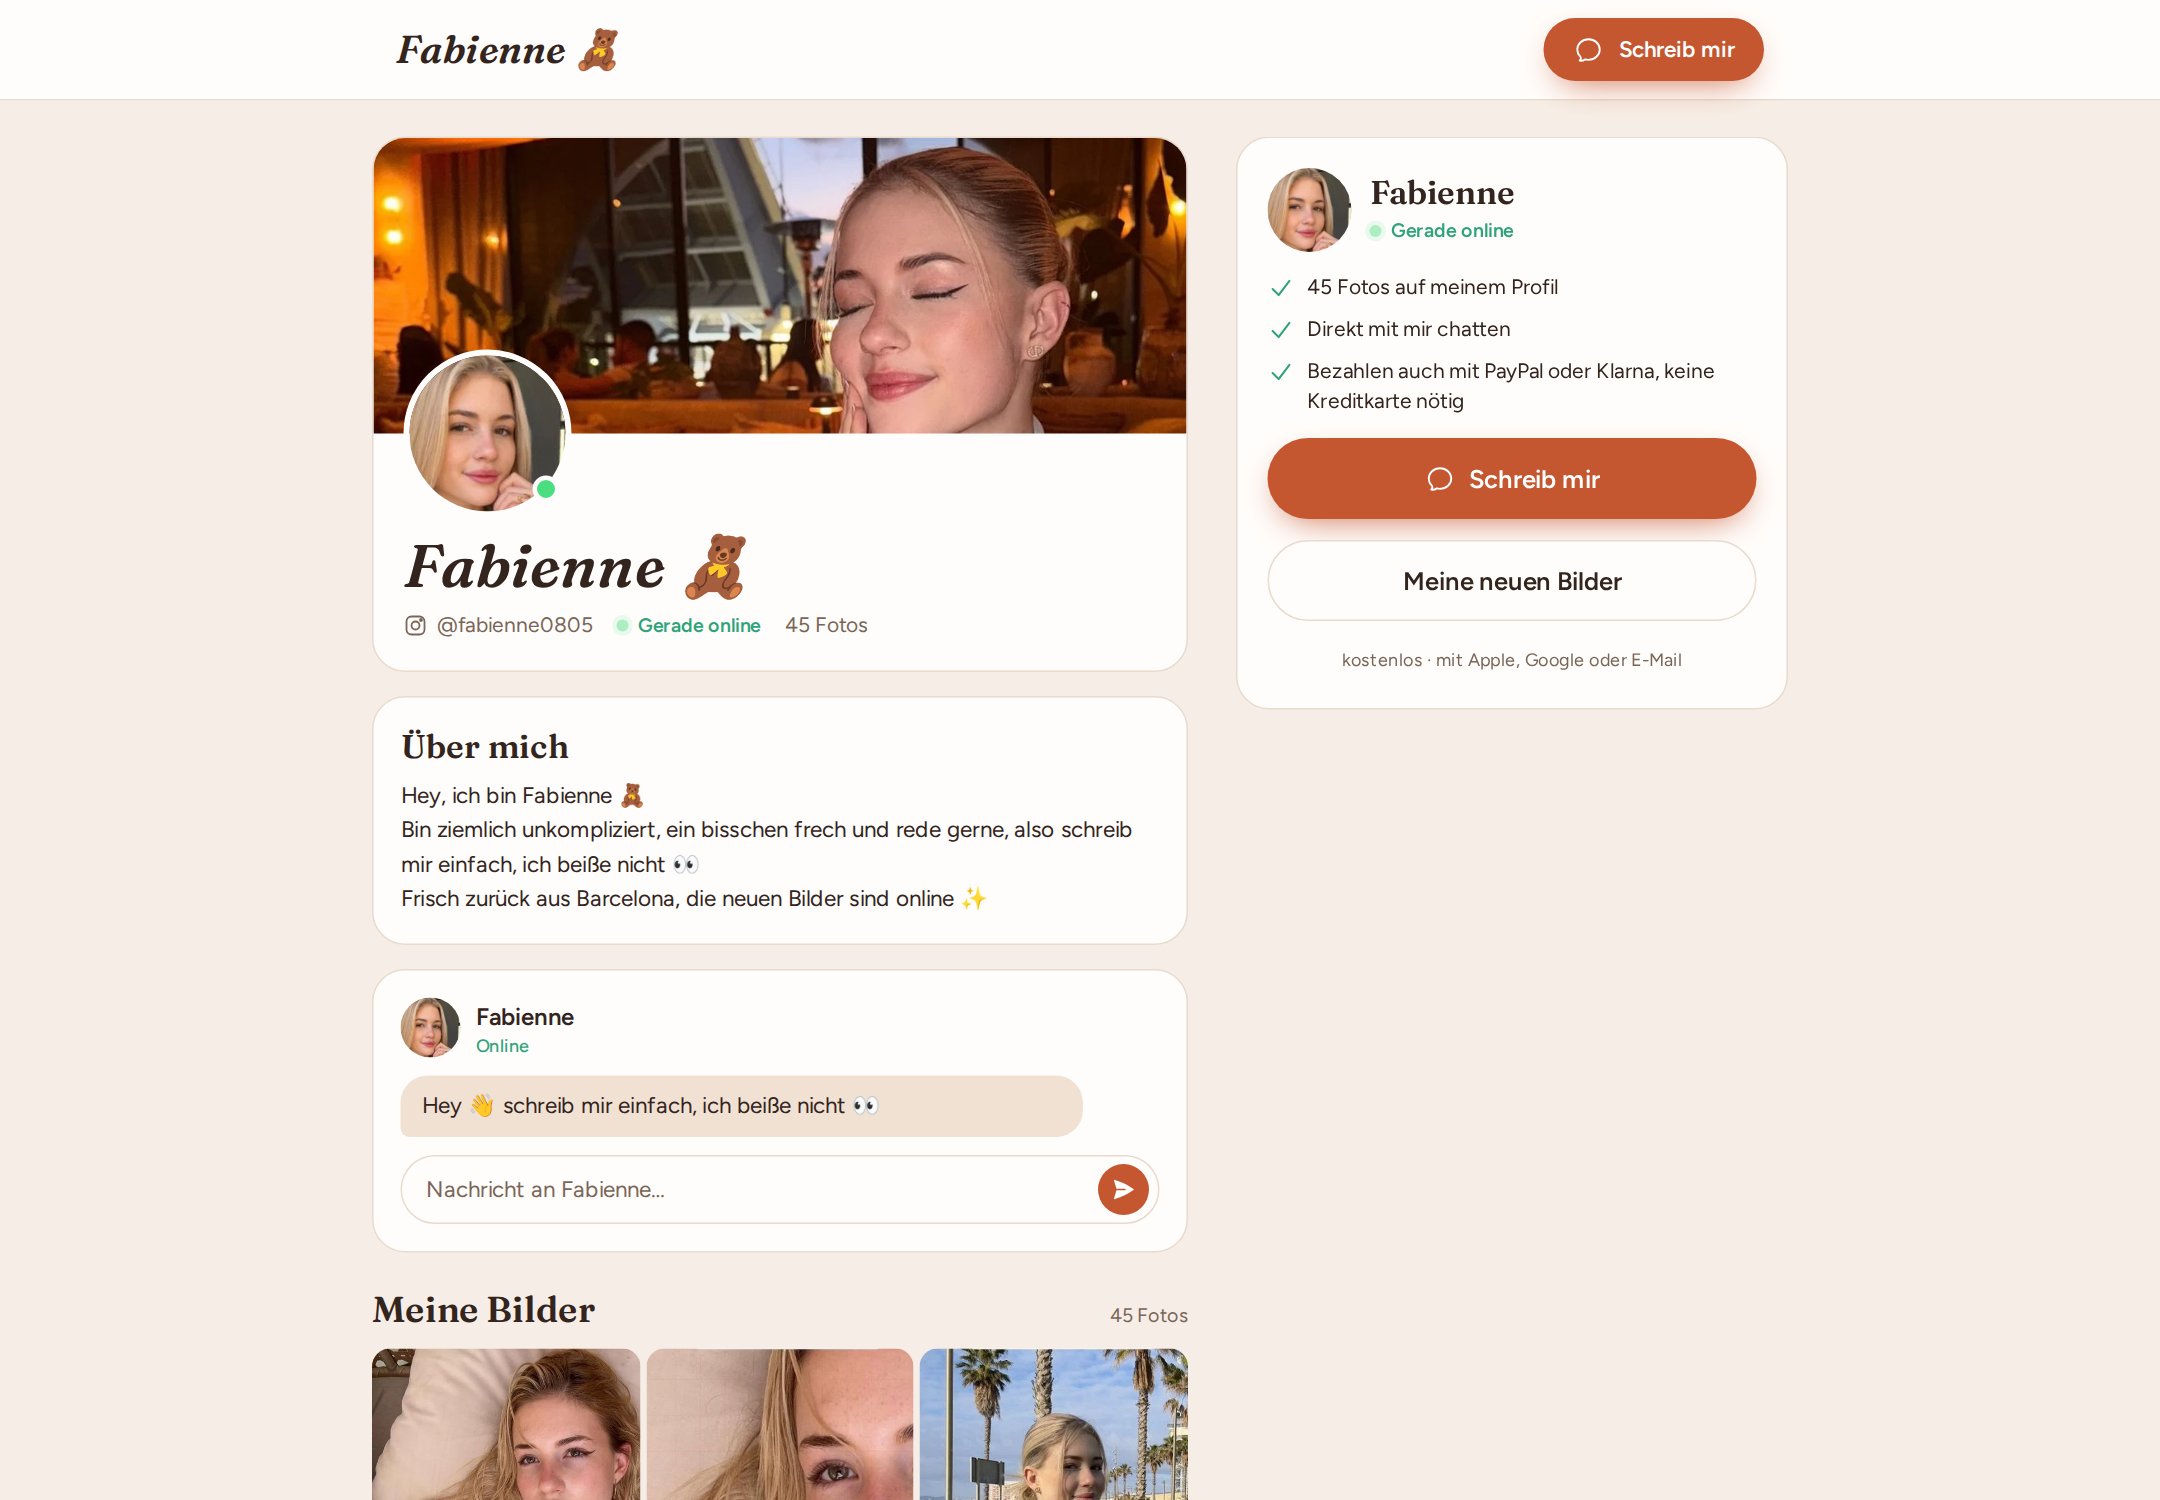 Fabienne 🧸
Schreib mir
Fabienne 🧸
@fabienne0805 Gerade online 45 Fotos
Über mich
Hey, ich bin Fabienne 🧸
Bin ziemlich unkompliziert, ein bisschen frech und rede gerne, also schreib
mir einfach, ich beiße nicht 👀
Frisch zurück aus Barcelona, die neuen Bilder sind online ✨
Fabienne
Online
Hey 👋 schreib mir einfach, ich beiße nicht 👀
Nachricht an Fabienne...
Meine Bilder
45 Fotos
Fabienne
Gerade online
45 Fotos auf meinem Profil
Direkt mit mir chatten
Bezahlen auch mit PayPal oder Klarna, keine
Kreditkarte nötig
Schreib mir
Meine neuen Bilder
kostenlos · mit Apple, Google oder E-Mail